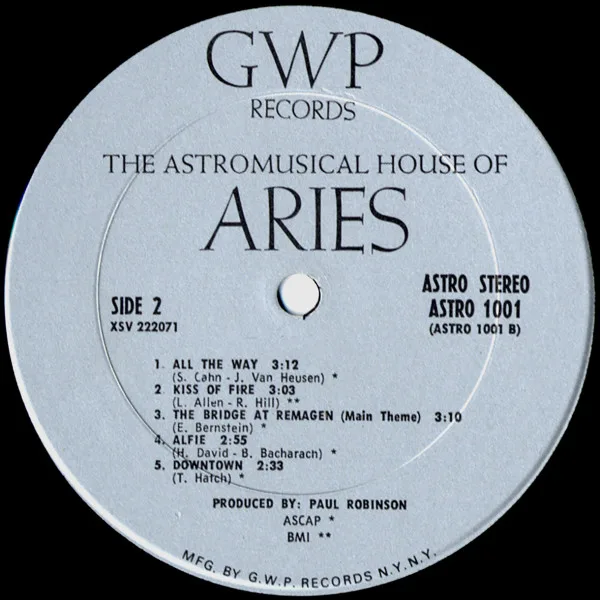 GWP
RECORDS
THE ASTROMUSICAL HOUSE OF
ARIES
SIDE 2
XSV 222071
ASTRO STEREO
ASTRO 1001
(ASTRO 1001 B)
1. ALL THE WAY 3:12
(S. Cahn - J. Van Heusen) *
2. KISS OF FIRE 3:03
(L. Allen - R. Hill) **
3. THE BRIDGE AT REMAGEN (Main Theme) 3:10
(E. Bernstein) *
4. ALFIE 2:55
(H. David - B. Bacharach) *
5. DOWNTOWN 2:33
(T. Hatch) *
PRODUCED BY: PAUL ROBINSON
ASCAP *
BMI **
MFG. BY G.W.P. RECORDS N.Y.N.Y.